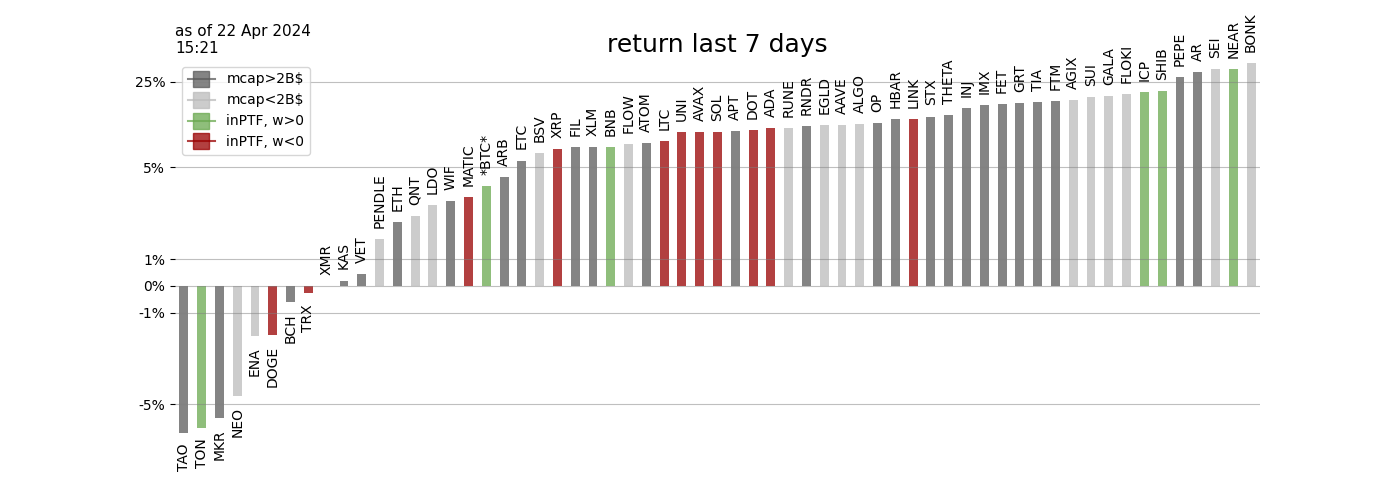 as of 22 Apr 2024
15:21
return last 7 days
mcap>2B$
mcap<2B$
inPTF, w>0
inPTF, w<0
25%
5%
1%
0%
-1%
-5%
TAO
TON
MKR
NEO
ENA
DOGE
BCH
TRX
XMR
KAS
VET
PENDLE
ETH
QNT
LDO
WIF
MATIC
*BTC*
ARB
ETC
BSV
XRP
FIL
XLM
BNB
FLOW
ATOM
LTC
UNI
AVAX
SOL
APT
DOT
ADA
RUNE
RNDR
EGLD
AAVE
ALGO
OP
HBAR
LINK
STX
THETA
INJ
IMX
FET
GRT
TIA
FTM
AGIX
SUI
GALA
FLOKI
ICP
SHIB
PEPE
AR
SEI
NEAR
BONK